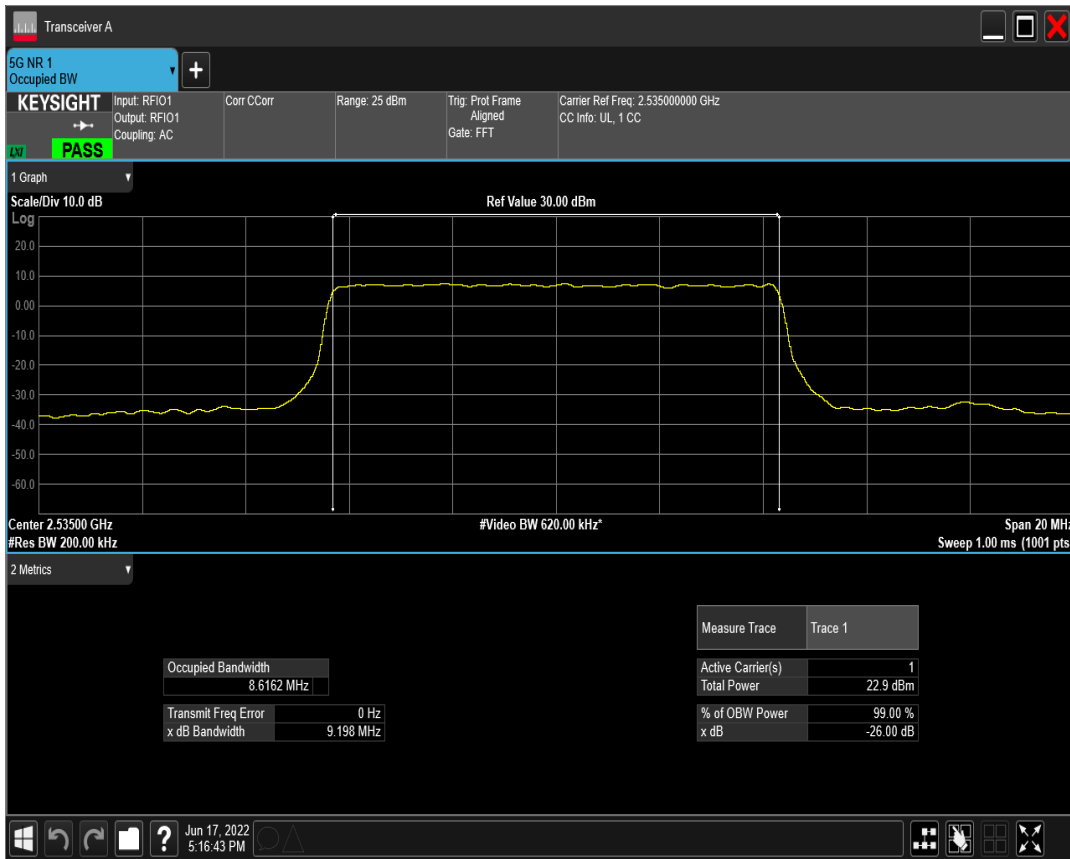 Transceiver A
5G NR 1
Occupied BW
KEYSIGHT
LXI
PASS
Input: RFIO1
Output: RFIO1
Coupling: AC
Corr CCorr
Range: 25 dBm
Trig: Prot Frame
Aligned
Gate: FFT
Carrier Ref Freq: 2.535000000 GHz
CC Info: UL, 1 CC
1 Graph
Scale/Div 10.0 dB
Ref Value 30.00 dBm
Log
20.0
10.0
0.00
-10.0
-20.0
-30.0
-40.0
-50.0
-60.0
Center 2.53500 GHz
#Video BW 620.00 kHz*
Span 20 MHz
#Res BW 200.00 kHz
Sweep 1.00 ms (1001 pts
2 Metrics
Measure Trace Trace 1
Occupied Bandwidth
8.6162 MHz
Active Carrier(s) 1
Total Power 22.9 dBm
Transmit Freq Error 0 Hz
x dB Bandwidth 9.198 MHz
% of OBW Power 99.00 %
x dB -26.00 dB
?
Jun 17, 2022
5:16:43 PM